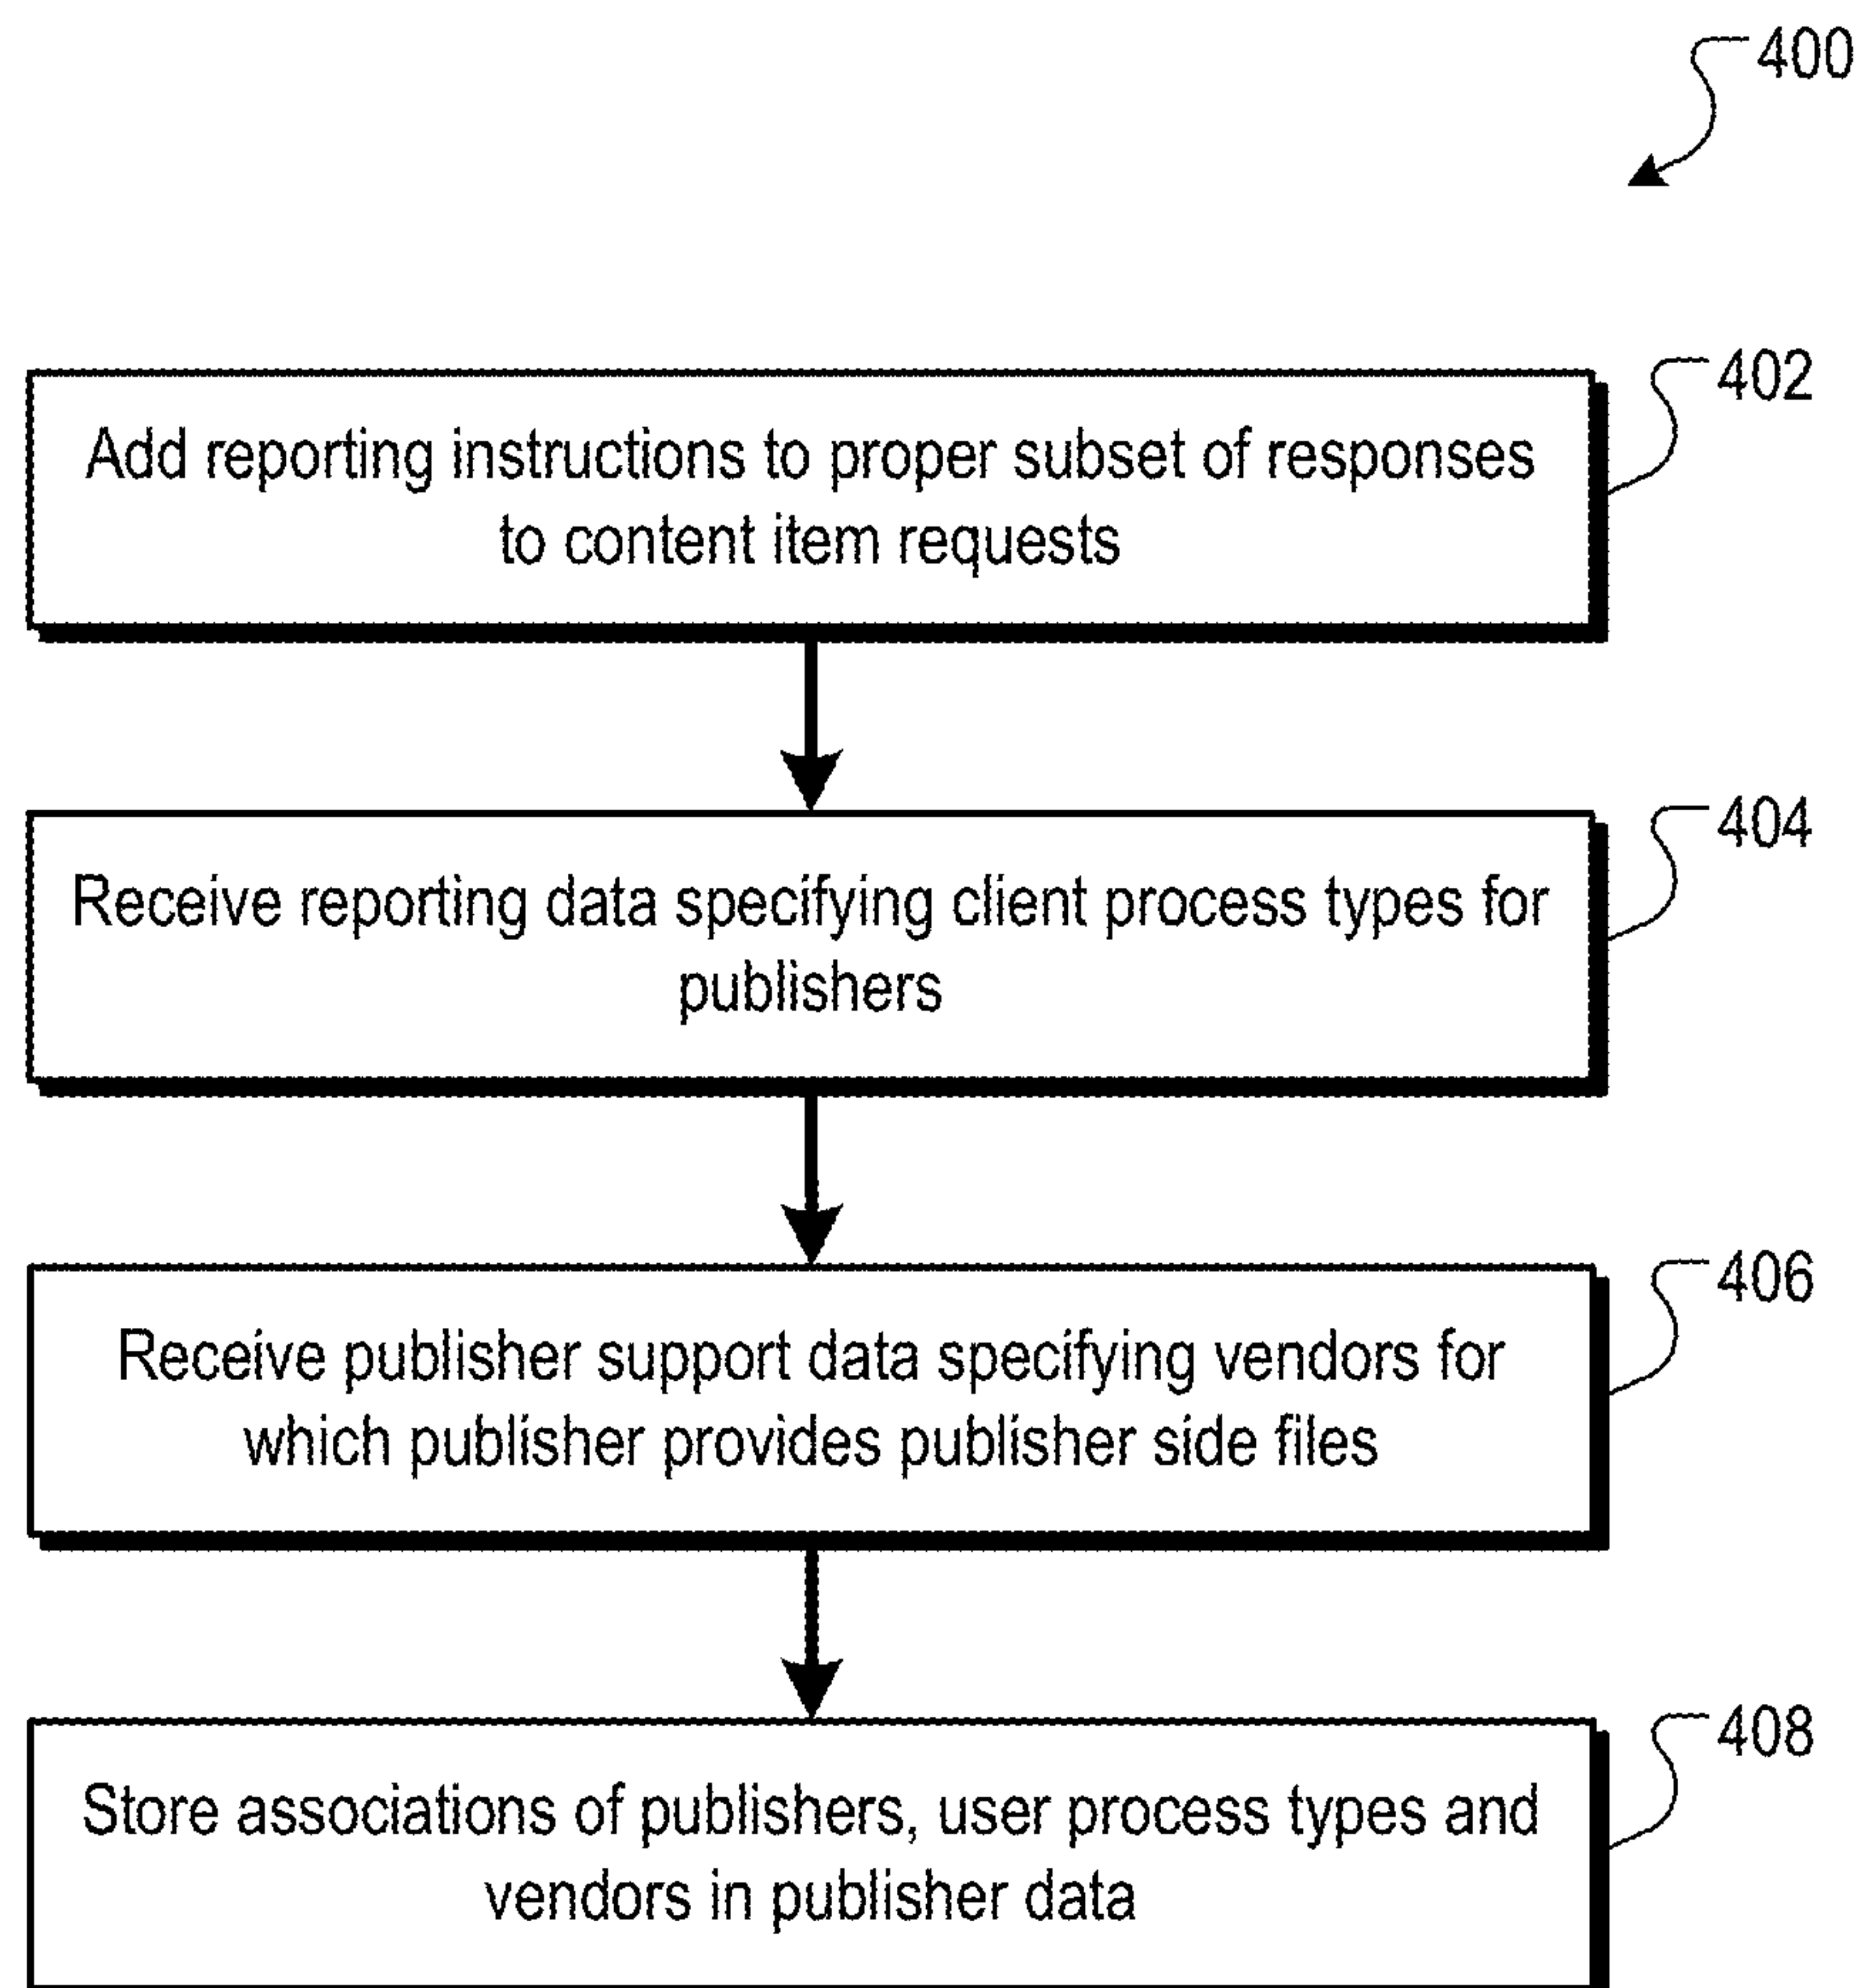 400
402
Add reporting instructions to proper subset of responses
to content item requests
404
Receive reporting data specifying client process types for
publishers
406
Receive publisher support data specifying vendors for
which publisher provides publisher side files
408
Store associations of publishers, user process types and
vendors in publisher data